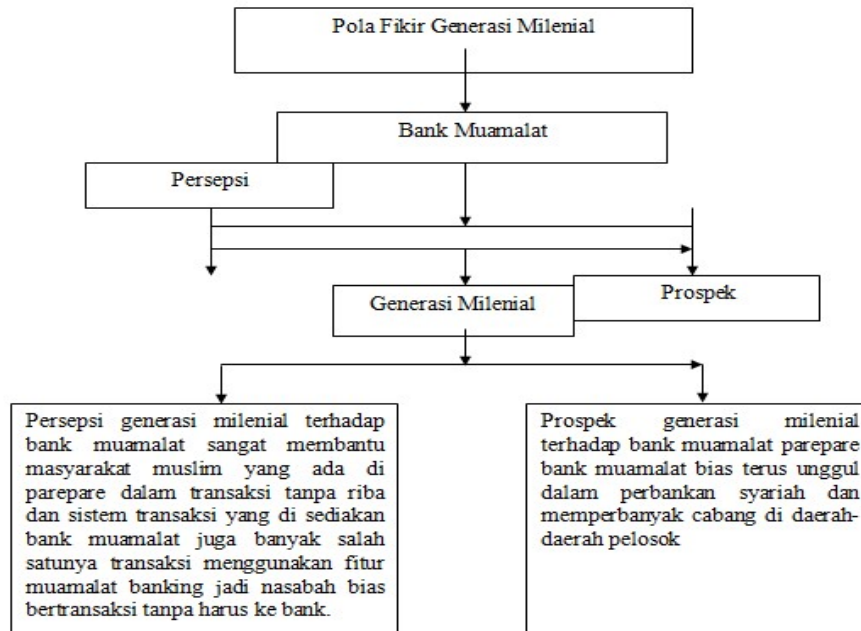 Pola Fikir Generasi Milenial
Bank Muamalat
Persepsi
Generasi Milenial
Prospek
Persepsi generasi milenial terhadap
bank muamalat sangat membantu
masyarakat muslim yang ada di
parepare dalam transaksi tanpa riba
dan sistem transaksi yang di sediakan
bank muamalat juga banyak salah
satunya transaksi menggunakan fitur
muamalat banking jadi nasabah bias
bertransaksi tanpa harus ke bank.
Prospek generasi milenial
terhadap bank muamalat parepare
bank muamalat bias terus unggul
dalam perbankan syariah dan
memperbanyak cabang di daerah-
daerah pelosok